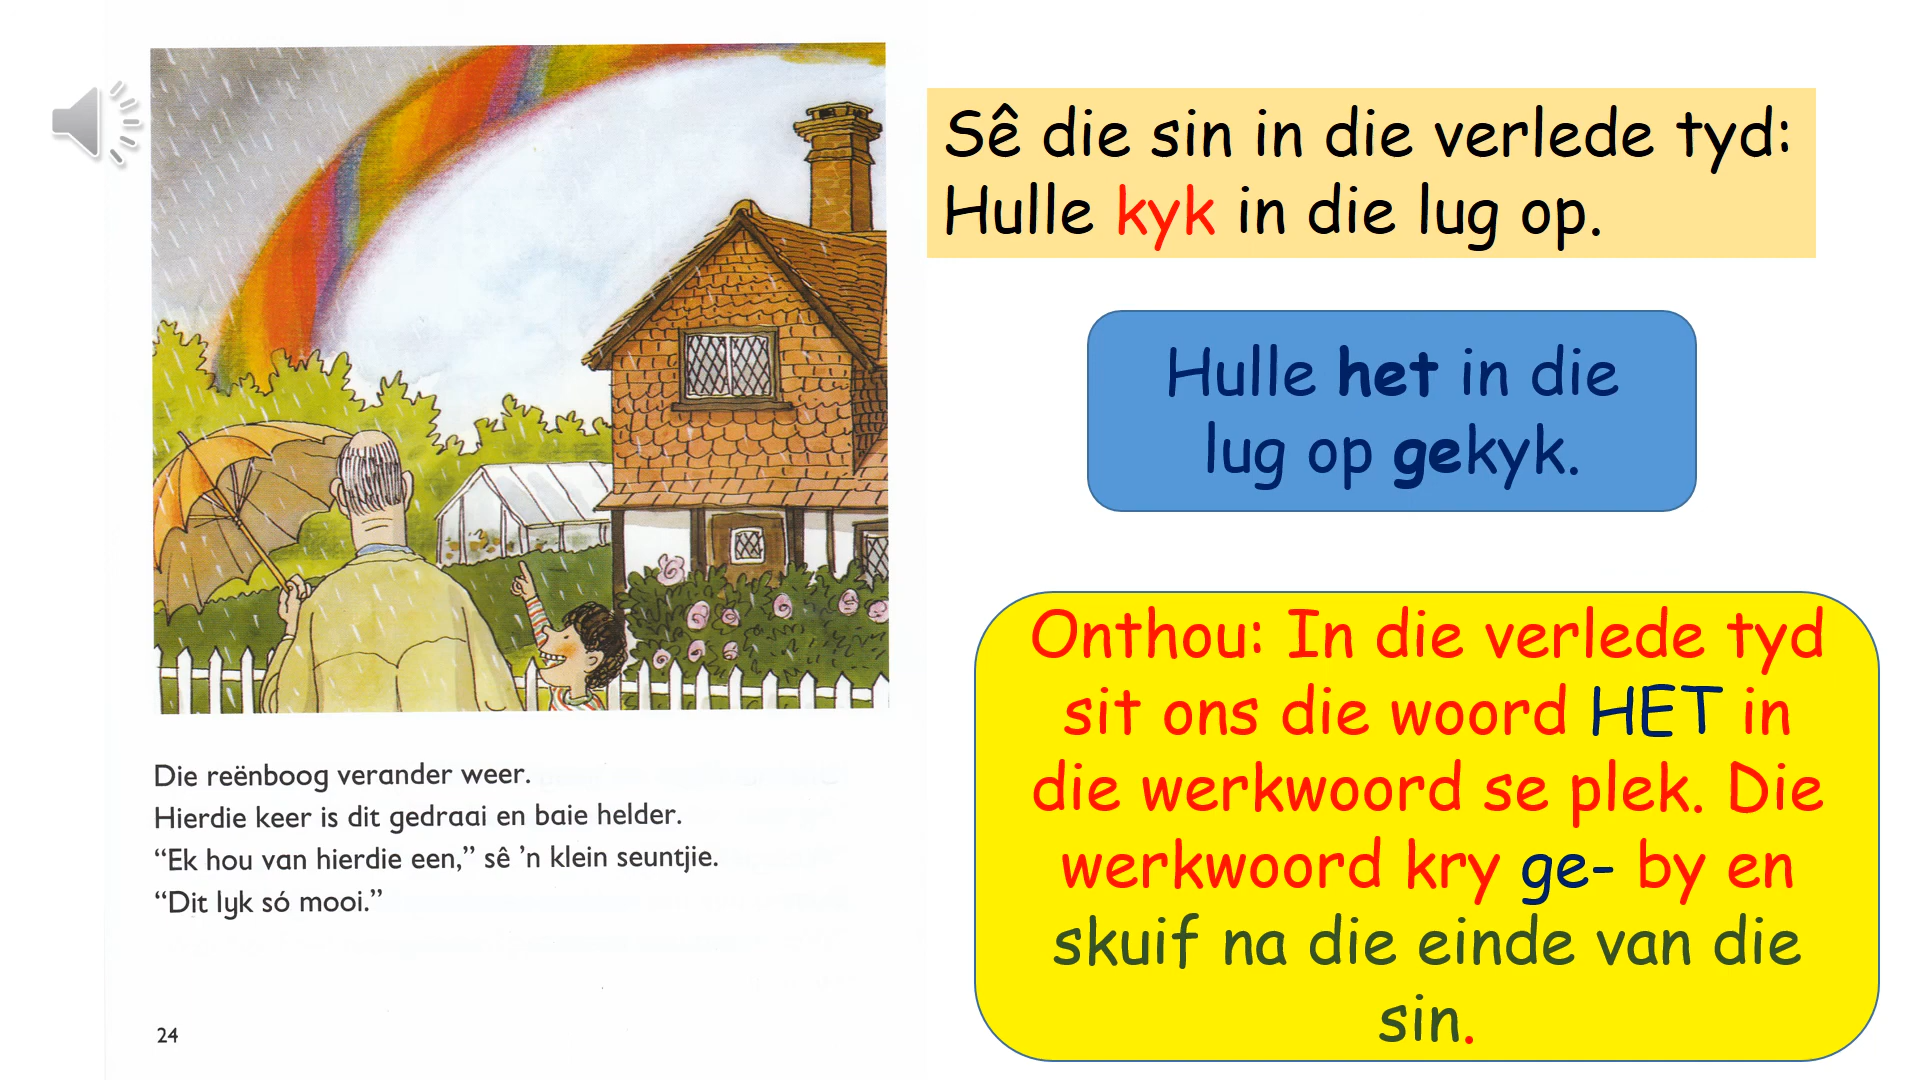 Sê die sin in die verlede tyd:
Hulle kyk in die lug op.
Hulle het in die
lug op gekyk.
Onthou: In die verlede tyd
sit ons die woord HET in
die werkwoord se plek. Die
werkwoord kry ge- by en
skuif na die einde van die
sin.
Die reënboog verander weer.
Hierdie keer is dit gedraai en baie helder.
“Ek hou van hierdie een,” sê ’n klein seuntjie.
“Dit lyk só mooi.”
24